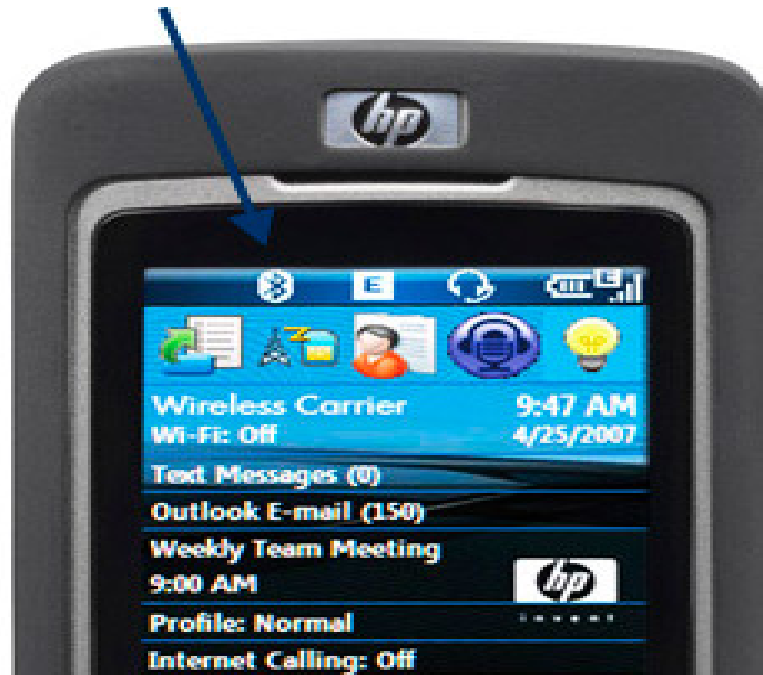 hp
E
E
Wireless Carrier
9:47 AM
Wi-Fi: Off
4/25/2007
Text Messages (0)
Outlook E-mail (150)
Weekly Team Meeting
9:00 AM
hp
invent
Profile: Normal
Internet Calling: Off